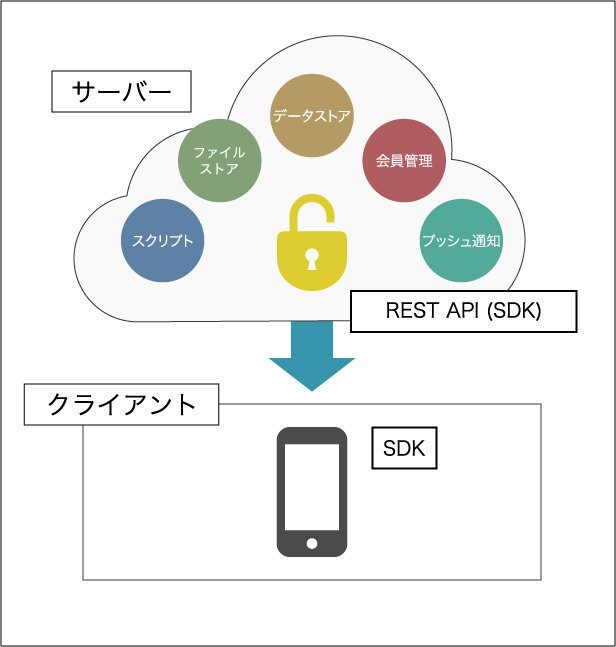 サーバー
データストア
ファイル
ストア
会員管理
スクリプト
プッシュ通知
REST API (SDK)
クライアント
SDK